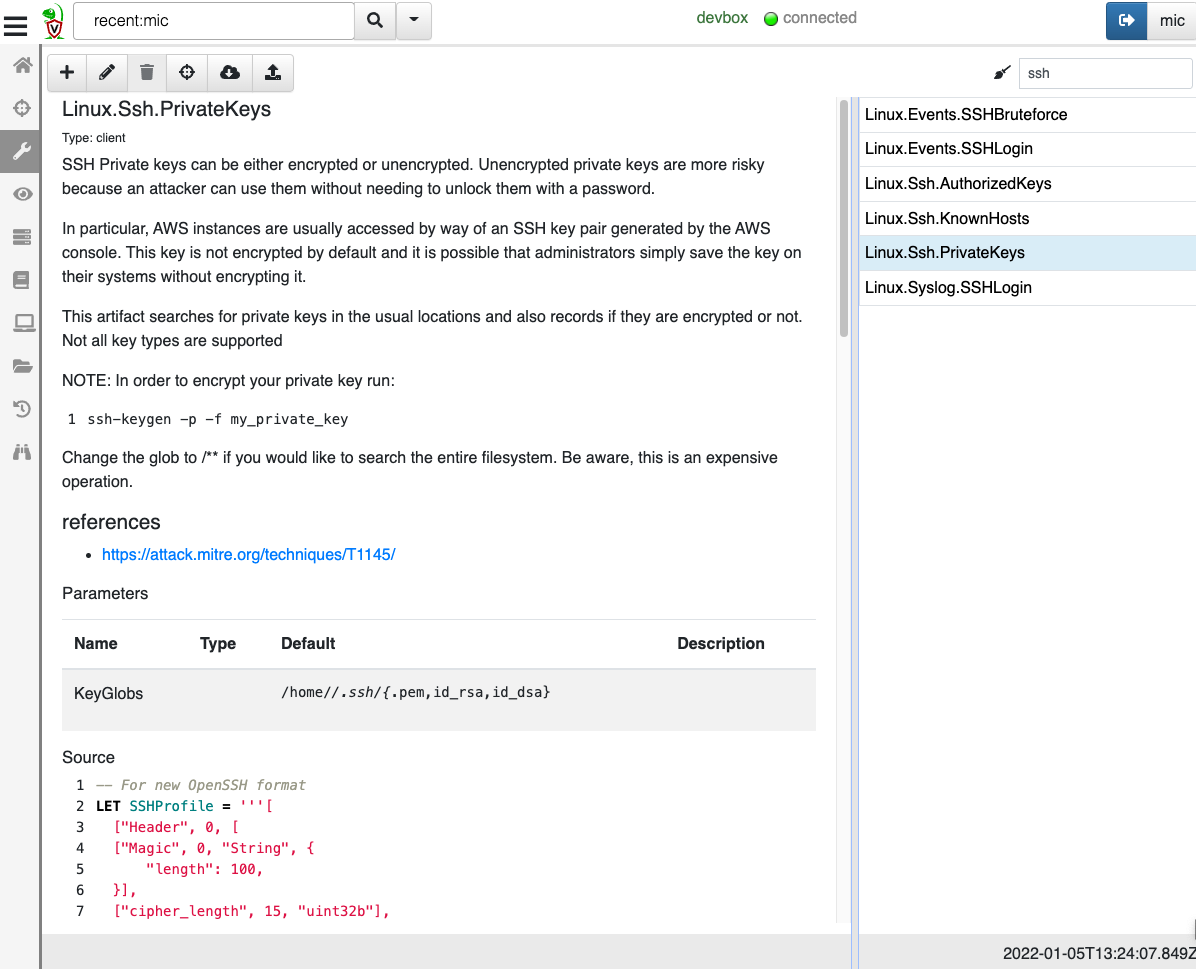 recent:mic
devbox connected
mic
ssh
Linux.Ssh.PrivateKeys
Type: client
SSH Private keys can be either encrypted or unencrypted. Unencrypted private keys are more risky
because an attacker can use them without needing to unlock them with a password.
In particular, AWS instances are usually accessed by way of an SSH key pair generated by the AWS
console. This key is not encrypted by default and it is possible that administrators simply save the key on
their systems without encrypting it.
This artifact searches for private keys in the usual locations and also records if they are encrypted or not.
Not all key types are supported
NOTE: In order to encrypt your private key run:
1 ssh-keygen -p -f my_private_key
Change the glob to /** if you would like to search the entire filesystem. Be aware, this is an expensive
operation.
references
• https://attack.mitre.org/techniques/T1145/
Parameters
Name Type Default Description
KeyGlobs /home//.ssh/{.pem,id_rsa,id_dsa}
Source
1 -- For new OpenSSH format
2 LET SSHProfile = '''[
3 ["Header", 0, [
4 ["Magic", 0, "String", {
5 "length": 100,
6 }],
7 ["cipher_length", 15, "uint32b"],
Linux.Events.SSHBruteforce
Linux.Events.SSHLogin
Linux.Ssh.AuthorizedKeys
Linux.Ssh.KnownHosts
Linux.Ssh.PrivateKeys
Linux.Syslog.SSHLogin
2022-01-05T13:24:07.849Z